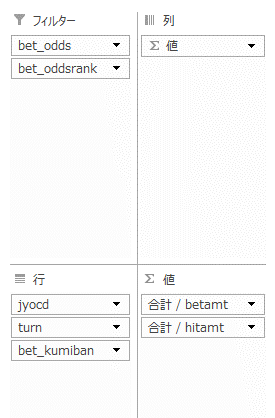 フィルター
bet_odds
bet_oddsrank
列
Σ 値
行
jyocd
turn
bet_kumiban
Σ 値
合計 / betamt
合計 / hitamt